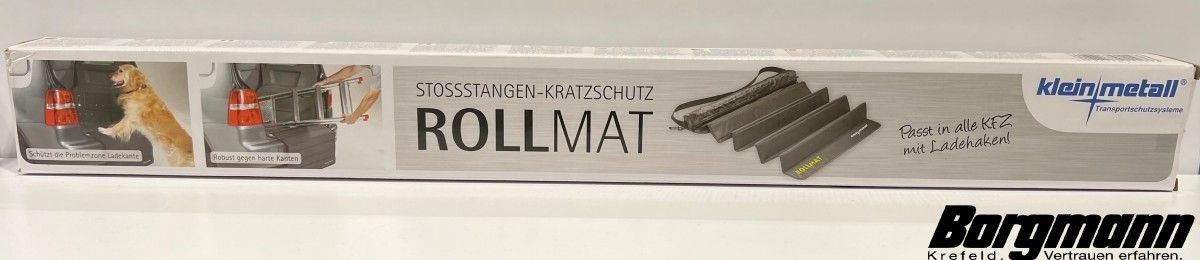 Schützt die Problemzone Ladekante
Robust gegen harte Kanten
STOSSSTANGEN-KRATZSCHUTZ
ROLLMAT
kleinmetall
ROLLMAT
Passt in alle KFZ
mit Ladehaken!
kleinmetall
Transportschutzsysteme
Borgmann
Krefeld. Vertrauen erfahren.